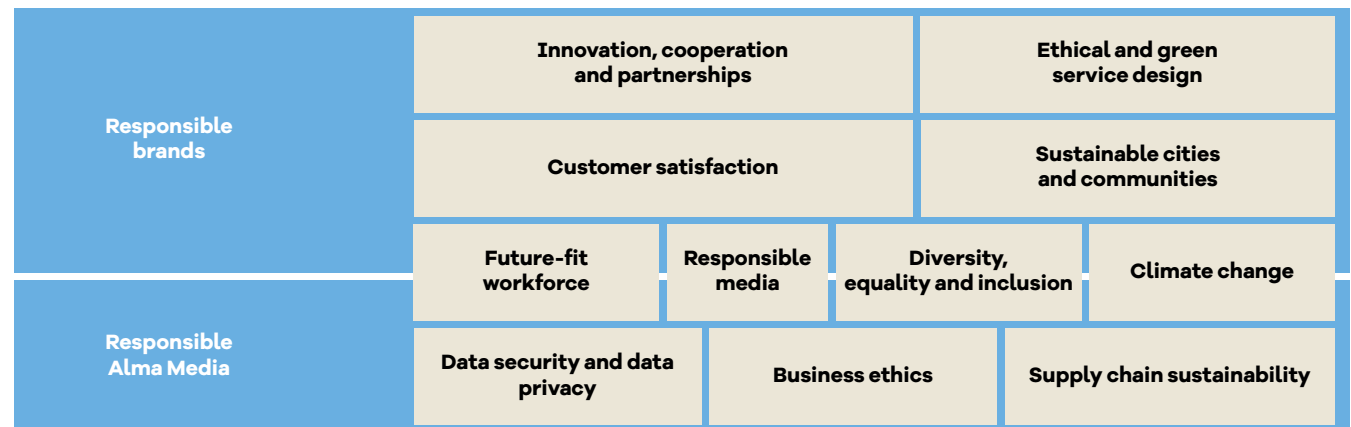 Innovation, cooperation
and partnerships
Ethical and green
service design
Responsible
brands
Customer satisfaction
Sustainable cities
and communities
Future-fit
workforce
Responsible
media
Diversity,
equality and inclusion
Climate change
Responsible
Alma Media
Data security and data
privacy
Business ethics
Supply chain sustainability